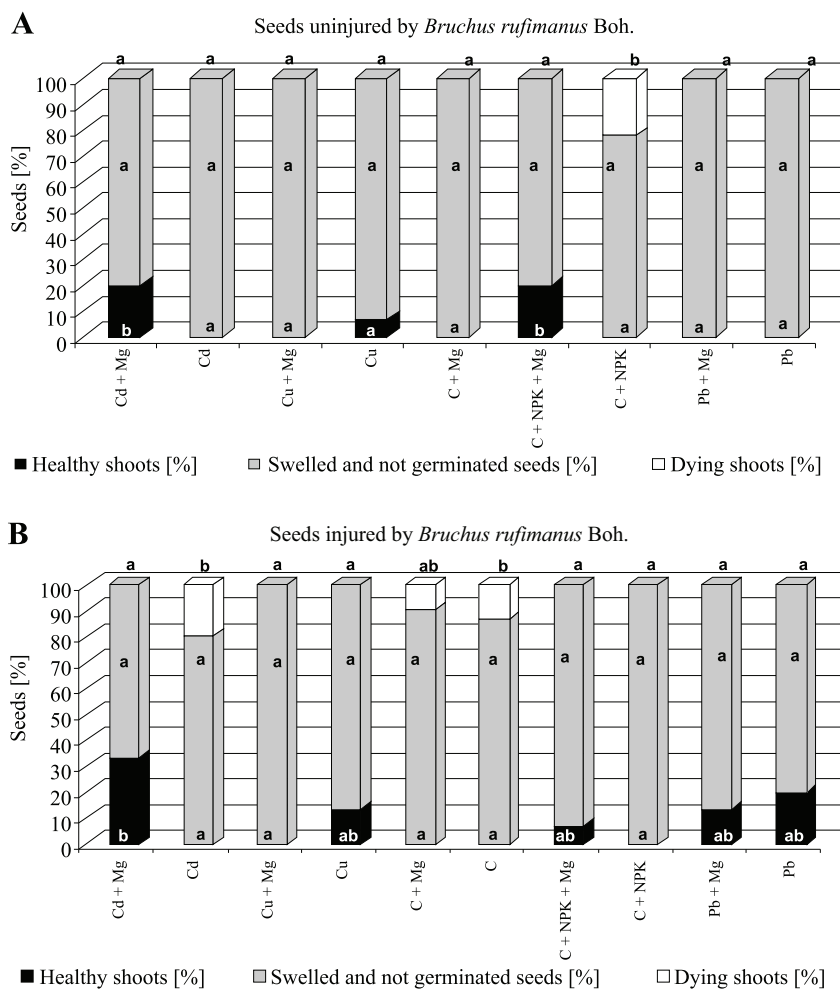 A
Seeds uninjured by Bruchus rufimanus Boh.
a a a a a a b a a
Seeds [%]
100
90
80
70
60
50
40
30
20
10
0
a a a a a a a a a
b a a a a b a a a
Cd + Mg
Cd
Cu + Mg
Cu
C + Mg
C + NPK + Mg
C + NPK
Pb + Mg
Pb
Healthy shoots [%] Swelled and not germinated seeds [%] Dying shoots [%]
B
Seeds injured by Bruchus rufimanus Boh.
a b a a ab b a a a a
Seeds [%]
100
90
80
70
60
50
40
30
20
10
0
a a a a a a a a a a
b a a ab a a ab a ab ab
Cd + Mg
Cd
Cu + Mg
Cu
C + Mg
C
C + NPK + Mg
C + NPK
Pb + Mg
Pb
Healthy shoots [%] Swelled and not germinated seeds [%] Dying shoots [%]